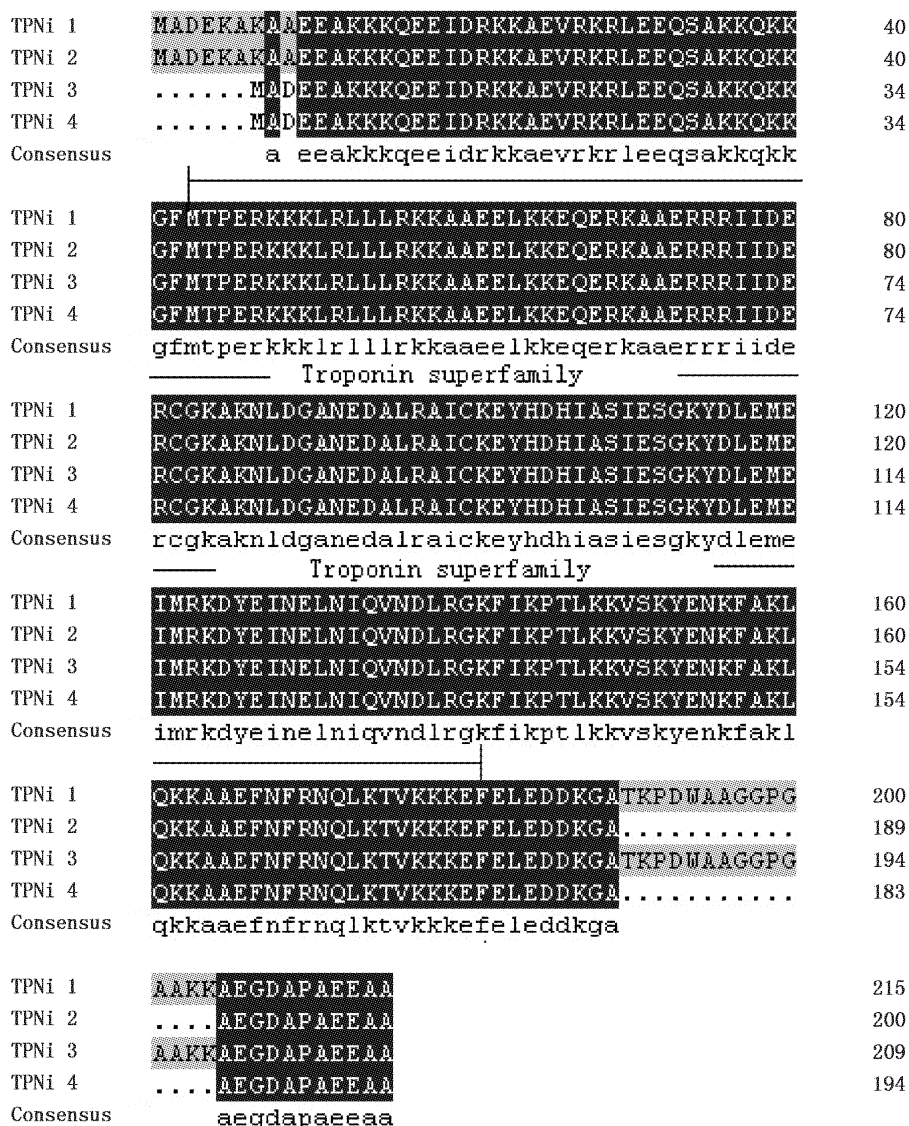 TPNi 1 MADEKAKAAEEAKKKQEEIDRKKAEVRKRLEEQSAKKQKK 40
TPNi 2 MADEKAKAAEEAKKKQEEIDRKKAEVRKRLEEQSAKKQKK 40
TPNi 3 ......MADEEAKKKQEEIDRKKAEVRKRLEEQSAKKQKK 34
TPNi 4 ......MADEEAKKKQEEIDRKKAEVRKRLEEQSAKKQKK 34
Consensus a eeakkkqeeidrkkaevrkrleeqsakkqkk
TPNi 1 GFMTPERKKKLRLLLRKKAAEELKKEQERKAAERRRIIDE 80
TPNi 2 GFMTPERKKKLRLLLRKKAAEELKKEQERKAAERRRIIDE 80
TPNi 3 GFMTPERKKKLRLLLRKKAAEELKKEQERKAAERRRIIDE 74
TPNi 4 GFMTPERKKKLRLLLRKKAAEELKKEQERKAAERRRIIDE 74
Consensus gfmtperkkklrlllrkkaaeelkkeqerkaaerrriide
Troponin superfamily
TPNi 1 RCGKAKNLDGANEDALRAICKEYHDHIASIESGKYDLEME 120
TPNi 2 RCGKAKNLDGANEDALRAICKEYHDHIASIESGKYDLEME 120
TPNi 3 RCGKAKNLDGANEDALRAICKEYHDHIASIESGKYDLEME 114
TPNi 4 RCGKAKNLDGANEDALRAICKEYHDHIASIESGKYDLEME 114
Consensus rcgkaknldganedalraickeyhdhiasiesgkydleme
Troponin superfamily
TPNi 1 IMRKDYEINELNIQVNDLRGKFIKPTLKKVSKYENKFAKL 160
TPNi 2 IMRKDYEINELNIQVNDLRGKFIKPTLKKVSKYENKFAKL 160
TPNi 3 IMRKDYEINELNIQVNDLRGKFIKPTLKKVSKYENKFAKL 154
TPNi 4 IMRKDYEINELNIQVNDLRGKFIKPTLKKVSKYENKFAKL 154
Consensus imrkdyeinelniqvndlrgkfikptlkkvskyenkfakl
TPNi 1 QKKAAEFNFRNQLKTVKKKEFELEDDKGATKPDWAAGGPG 200
TPNi 2 QKKAAEFNFRNQLKTVKKKEFELEDDKGA........... 189
TPNi 3 QKKAAEFNFRNQLKTVKKKEFELEDDKGATKPDWAAGGPG 194
TPNi 4 QKKAAEFNFRNQLKTVKKKEFELEDDKGA........... 183
Consensus qkkaaefnfrnqlktvkkkefeleddkga
TPNi 1 AAKKAEGDAPAEEAA 215
TPNi 2 ....AEGDAPAEEAA 200
TPNi 3 AAKKAEGDAPAEEAA 209
TPNi 4 ....AEGDAPAEEAA 194
Consensus aegdapaeeaa